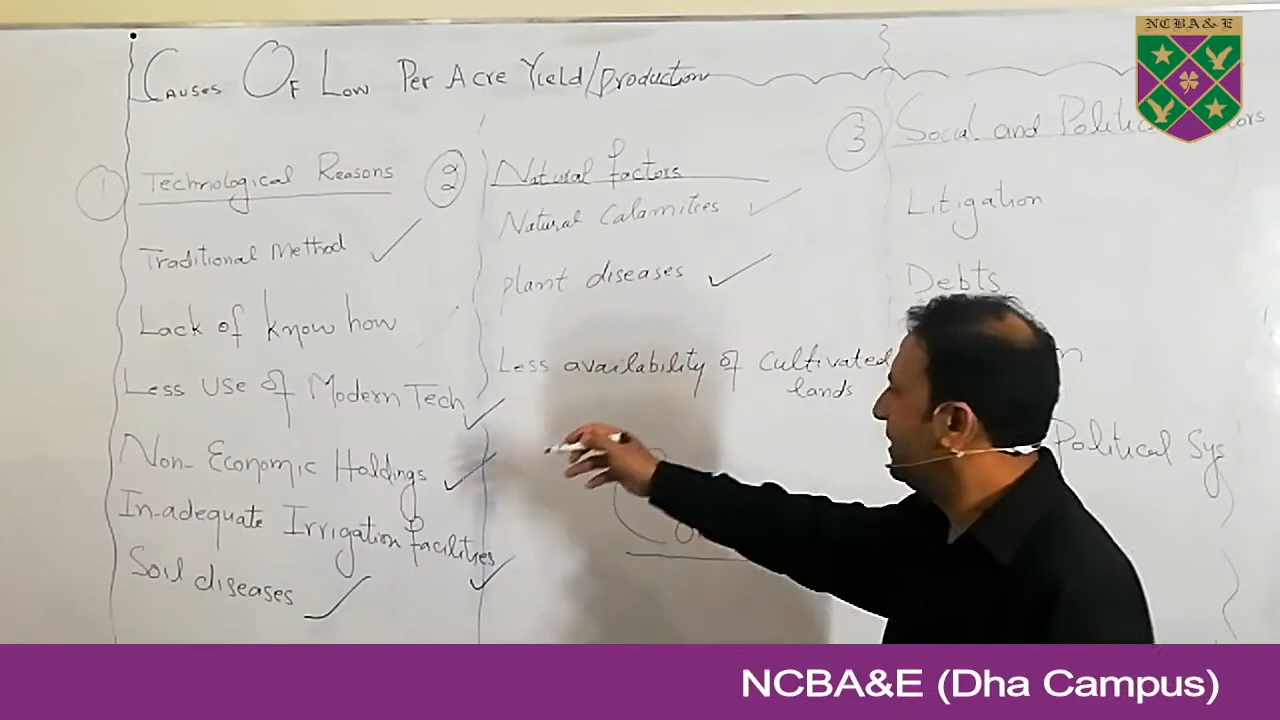 NCBA&E
Causes Of Low Per Acre Yield/Production
1 Technological Reasons
Traditional Method
Lack of know how
Less use of Modern Tech
Non-Economic Holdings
In-adequate Irrigation facilities
Soil diseases
2 Natural factors
Natural Calamities
plant diseases
Less availability of cultivated
lands
3 Social and
Litigation
Debts
Political Sys
NCBA&E (Dha Campus)